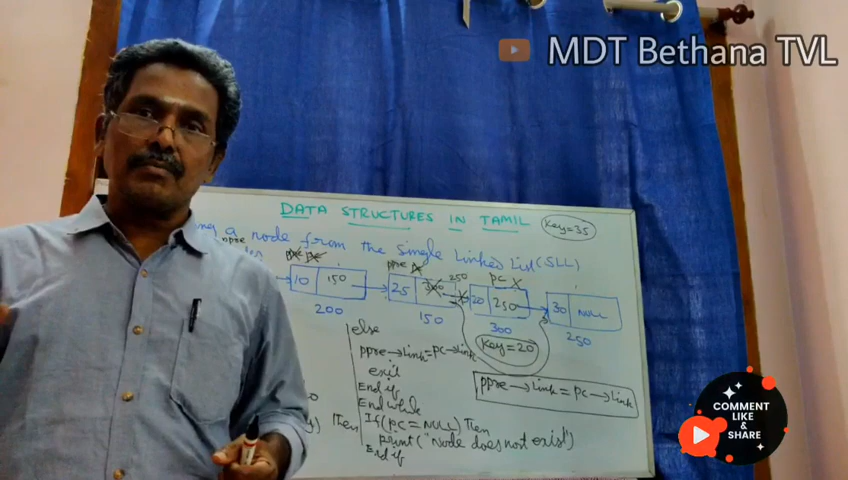 MDT Bethana TVL
DATA STRUCTURES IN TAMIL
Key=35
ng a node from the Single Linked List (SLL)
ppre
250
pc
10 150
25
20 250
30 NULL
200
150
300
250
Key=20
else
ppre→Link=pc→Link
exit
End if
End while
ppre→Link=pc→Link
Then
If(pc=NULL) Then
print("Node does not exist")
End if
COMMENT
LIKE
&
SHARE